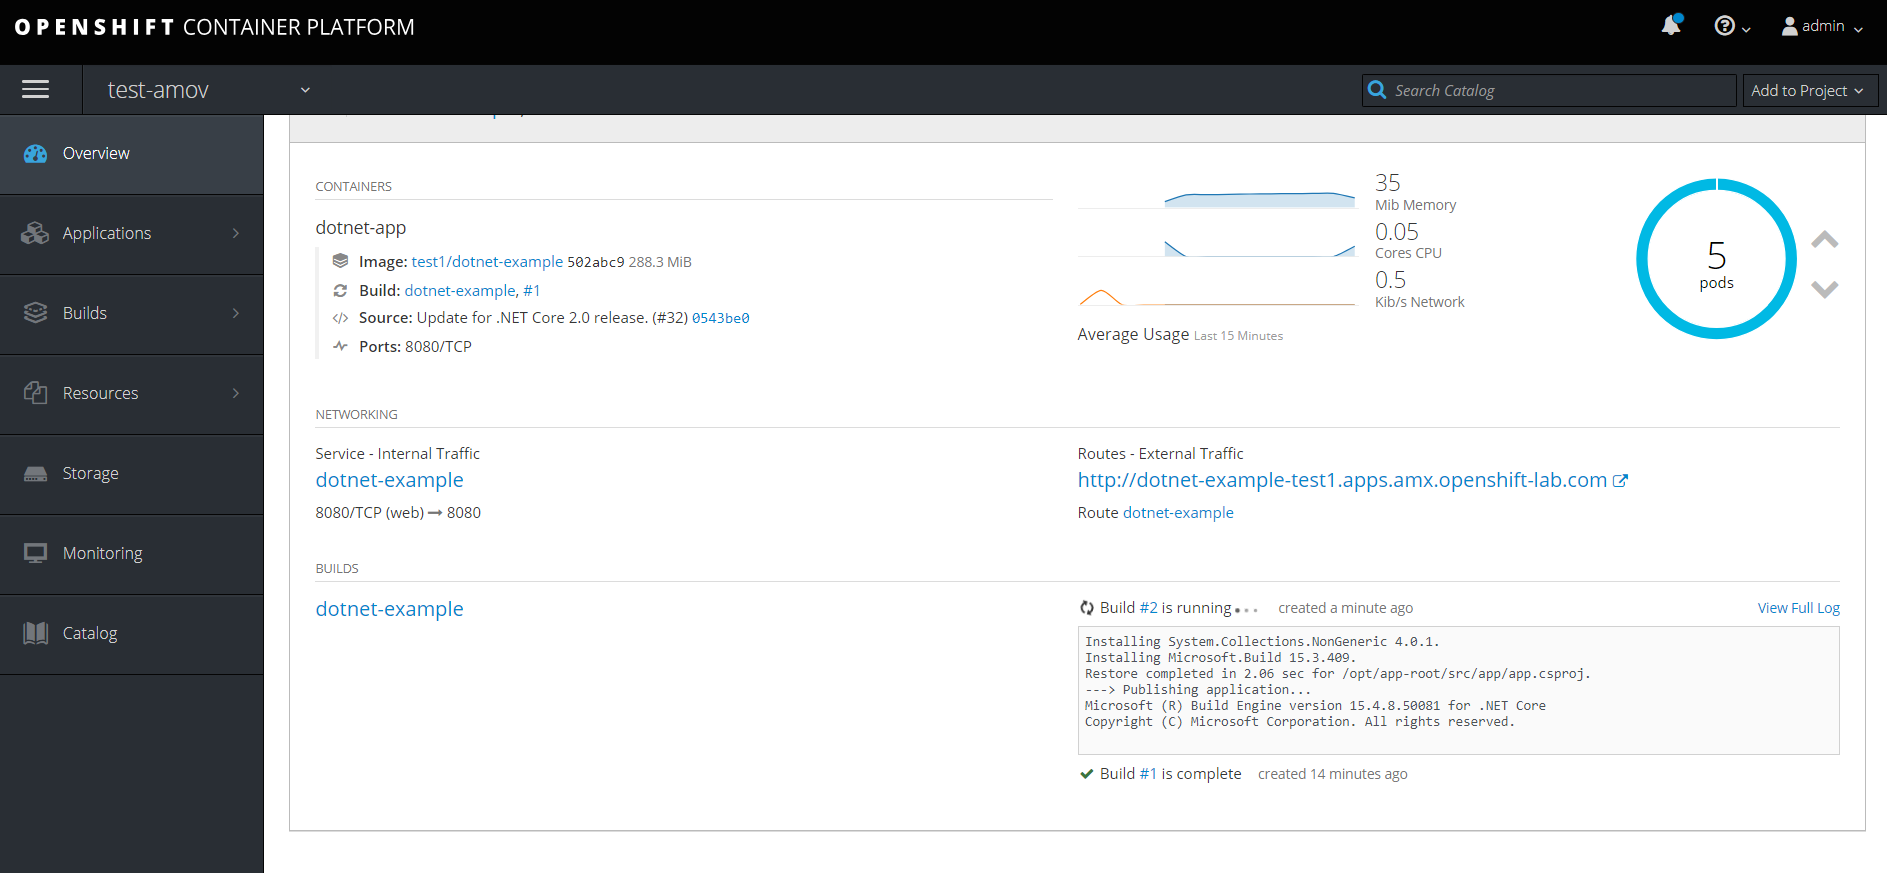 OPENSHIFT CONTAINER PLATFORM
admin
test-amov
Search Catalog
Add to Project
Overview
Applications
Builds
Resources
Storage
Monitoring
Catalog
CONTAINERS
dotnet-app
Image: test1/dotnet-example 502abc9 288.3 MiB
Build: dotnet-example, #1
Source: Update for .NET Core 2.0 release. (#32) 0543be0
Ports: 8080/TCP
35
Mib Memory
0.05
Cores CPU
0.5
Kib/s Network
Average Usage Last 15 Minutes
5
pods
NETWORKING
Service - Internal Traffic
dotnet-example
8080/TCP (web) → 8080
Routes - External Traffic
http://dotnet-example-test1.apps.amx.openshift-lab.com
Route dotnet-example
BUILDS
dotnet-example
Build #2 is running created a minute ago
View Full Log
Installing System.Collections.NonGeneric 4.0.1.
Installing Microsoft.Build 15.3.409.
Restore completed in 2.06 sec for /opt/app-root/src/app/app.csproj.
---> Publishing application...
Microsoft (R) Build Engine version 15.4.8.50081 for .NET Core
Copyright (C) Microsoft Corporation. All rights reserved.
Build #1 is complete created 14 minutes ago